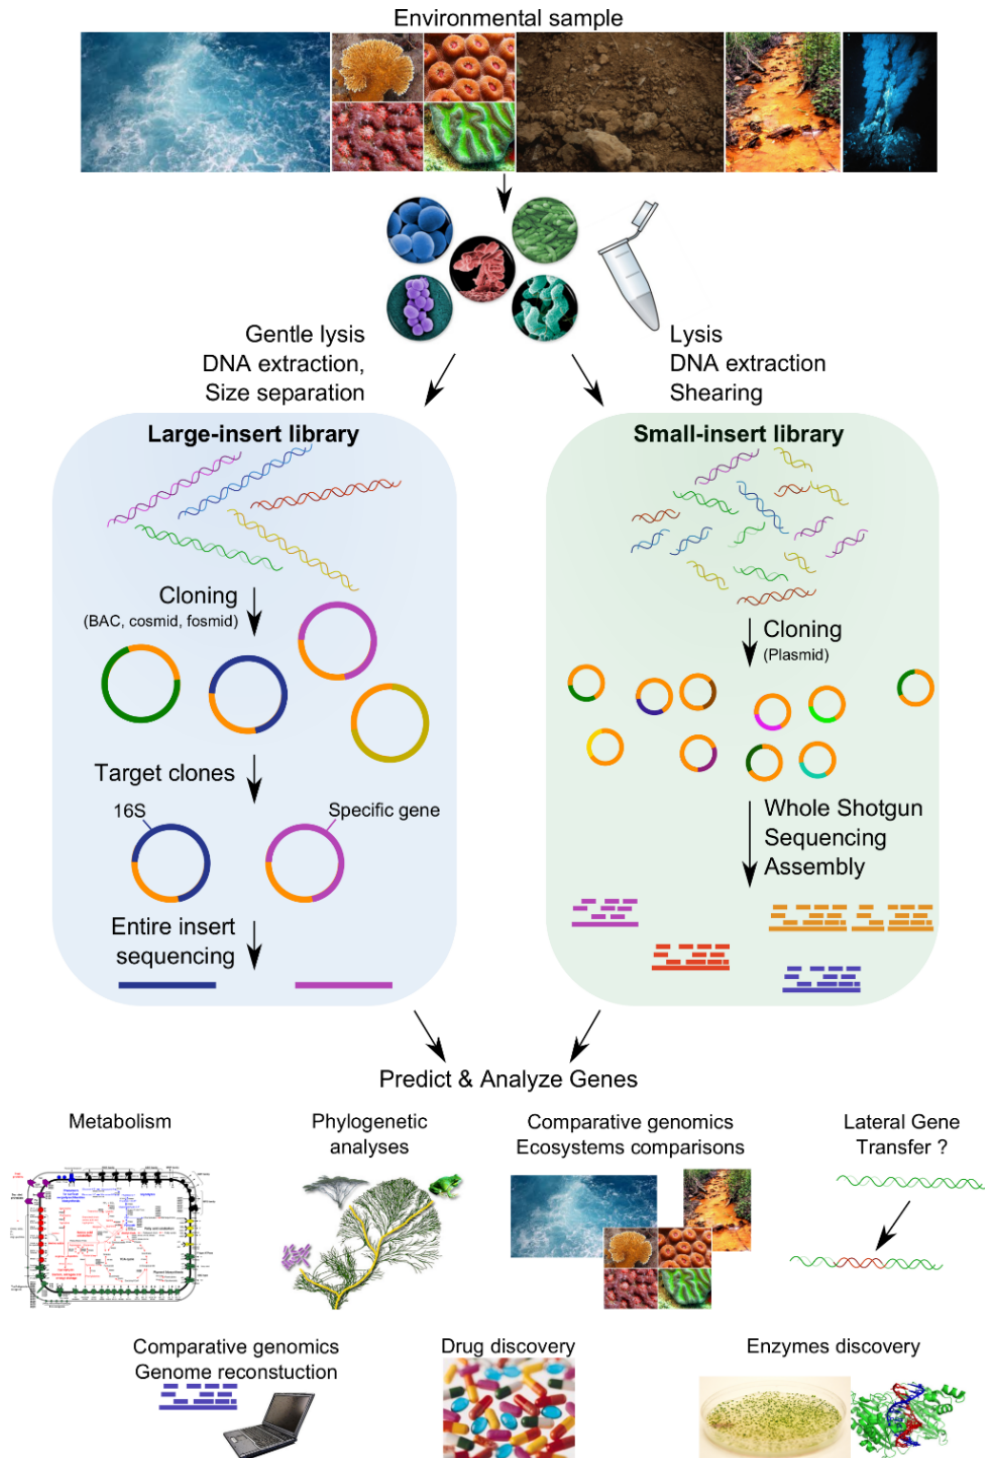 Environmental sample
Gentle lysis
DNA extraction,
Size separation
Lysis
DNA extraction
Shearing
Large-insert library
Cloning
(BAC, cosmid, fosmid)
Target clones
16S
Specific gene
Entire insert
sequencing
Small-insert library
Cloning
(Plasmid)
Whole Shotgun
Sequencing
Assembly
Predict & Analyze Genes
Metabolism
Phylogenetic
analyses
Comparative genomics
Ecosystems comparisons
Lateral Gene
Transfer ?
Comparative genomics
Genome reconstuction
Drug discovery
Enzymes discovery